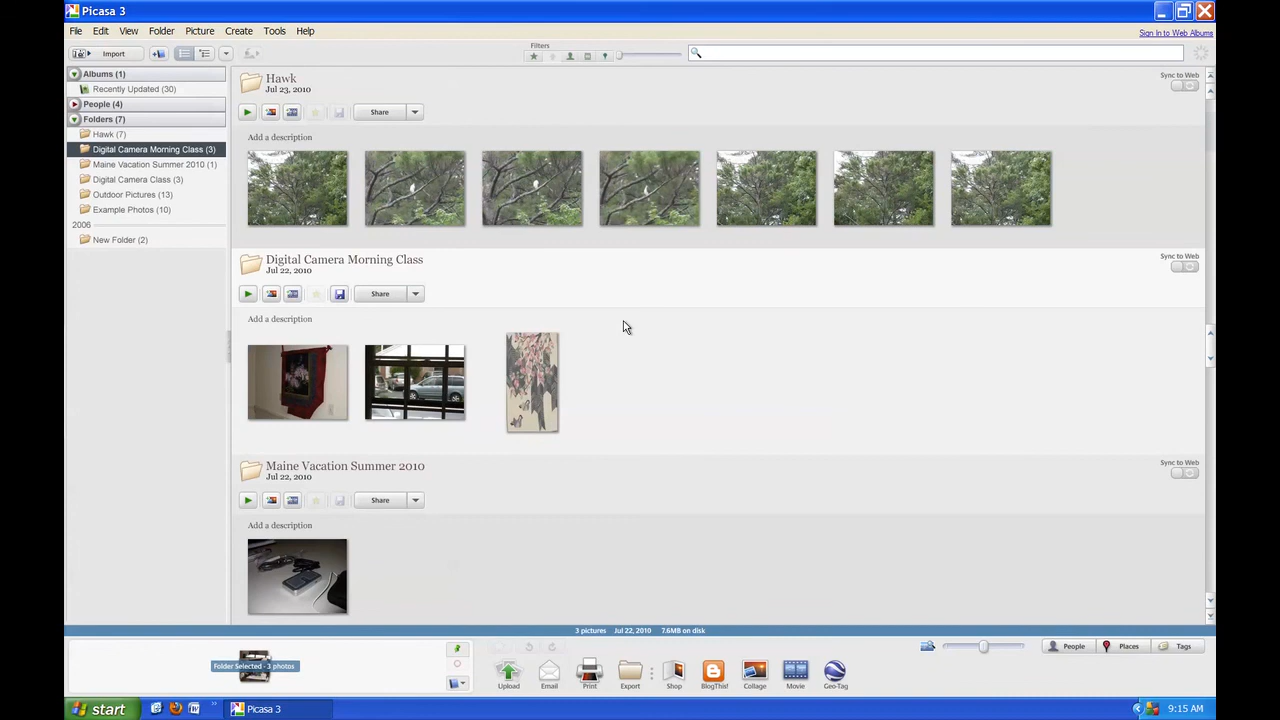 Picasa 3
File Edit View Folder Picture Create Tools Help
Sign In to Web Albums
Import
Filters
Albums (1)
Recently Updated (30)
People (4)
Folders (7)
Hawk (7)
Digital Camera Morning Class (3)
Maine Vacation Summer 2010 (1)
Digital Camera Class (3)
Outdoor Pictures (13)
Example Photos (10)
2006
New Folder (2)
Hawk
Jul 23, 2010
Sync to Web
Share
Add a description
Digital Camera Morning Class
Jul 22, 2010
Sync to Web
Share
Add a description
Maine Vacation Summer 2010
Jul 22, 2010
Sync to Web
Share
Add a description
3 pictures Jul 22, 2010 7.6MB on disk
Folder Selected - 3 photos
People Places Tags
Upload Email Print Export Shop BlogThis! Collage Movie Geo-Tag
start Picasa 3 9:15 AM